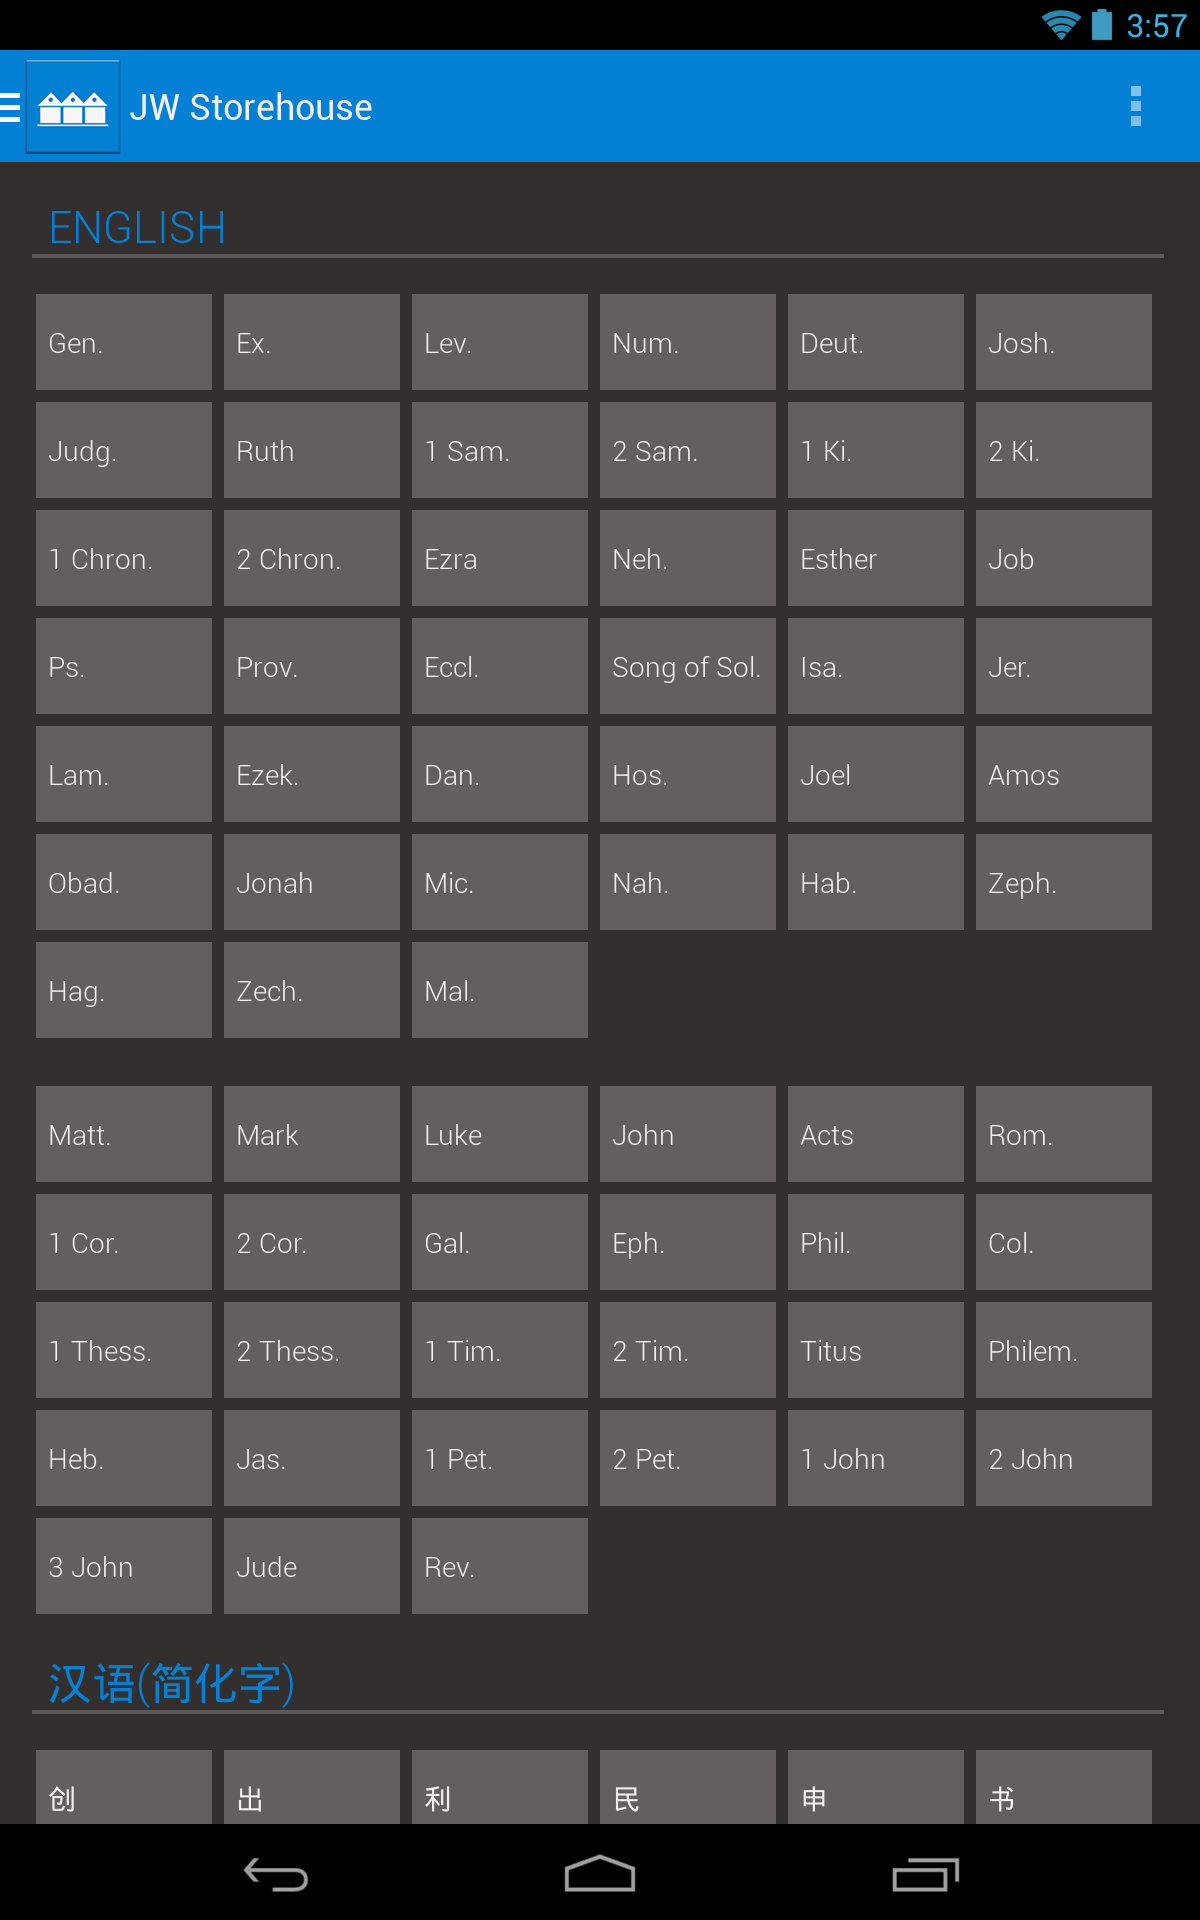 3:57
JW Storehouse
ENGLISH
Gen. Ex. Lev. Num. Deut. Josh.
Judg. Ruth 1 Sam. 2 Sam. 1 Ki. 2 Ki.
1 Chron. 2 Chron. Ezra Neh. Esther Job
Ps. Prov. Eccl. Song of Sol. Isa. Jer.
Lam. Ezek. Dan. Hos. Joel Amos
Obad. Jonah Mic. Nah. Hab. Zeph.
Hag. Zech. Mal.
Matt. Mark Luke John Acts Rom.
1 Cor. 2 Cor. Gal. Eph. Phil. Col.
1 Thess. 2 Thess. 1 Tim. 2 Tim. Titus Philem.
Heb. Jas. 1 Pet. 2 Pet. 1 John 2 John
3 John Jude Rev.
汉语(简化字)
创 出 利 民 申 书